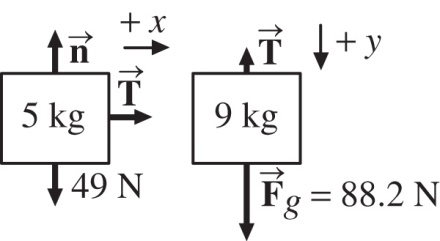 n⃗ + x
T⃗
5 kg
49 N
T⃗ + y
9 kg
F⃗g = 88.2 N